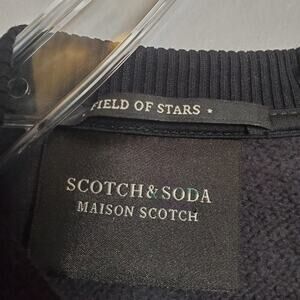 FIELD OF STARS ★
SCOTCH & SODA
MAISON SCOTCH